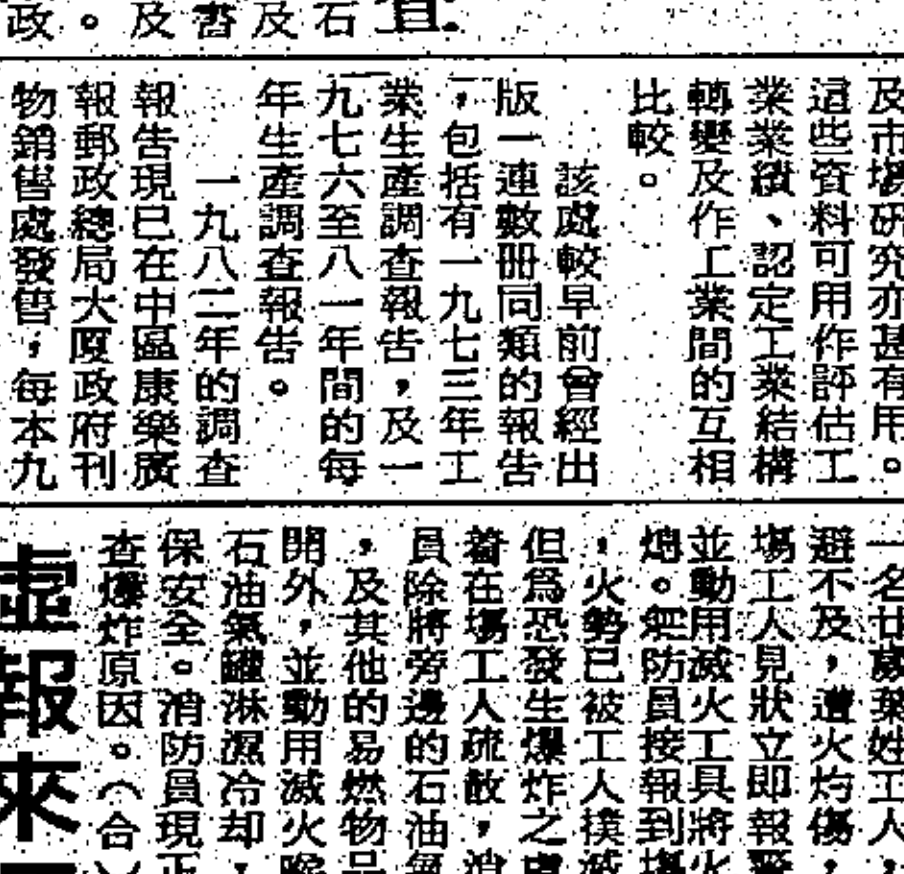 及市場研究亦甚有用。
這些資料可用作評估工
業業績、認定工業結構
轉變及作工業間的互相
比較。
該處較早前曾經出
版一連數冊同類的報告
，包括有一九七三年工
業生產調查報告，及一
九七六至八一年間的每
年生產調查報告。
一九八二年的調查
報告現已在中區康樂廣
報郵政總局大厦政府刊
物銷售處發售，每本九
一名廿歲葉姓工人，
避不及，遭火灼傷，
場工人見狀立即報警
並動用滅火工具將火
熄。防員接報到場
，火勢已被工人撲滅
但為恐發生爆炸之虞
着在場工人疏散，消
員除將旁邊的石油氣
，及其他的易燃物品
開外，並動用滅火喉
石油氣罐淋濕冷却，
保安全。消防員現正
查爆炸原因。（合）
虛報來